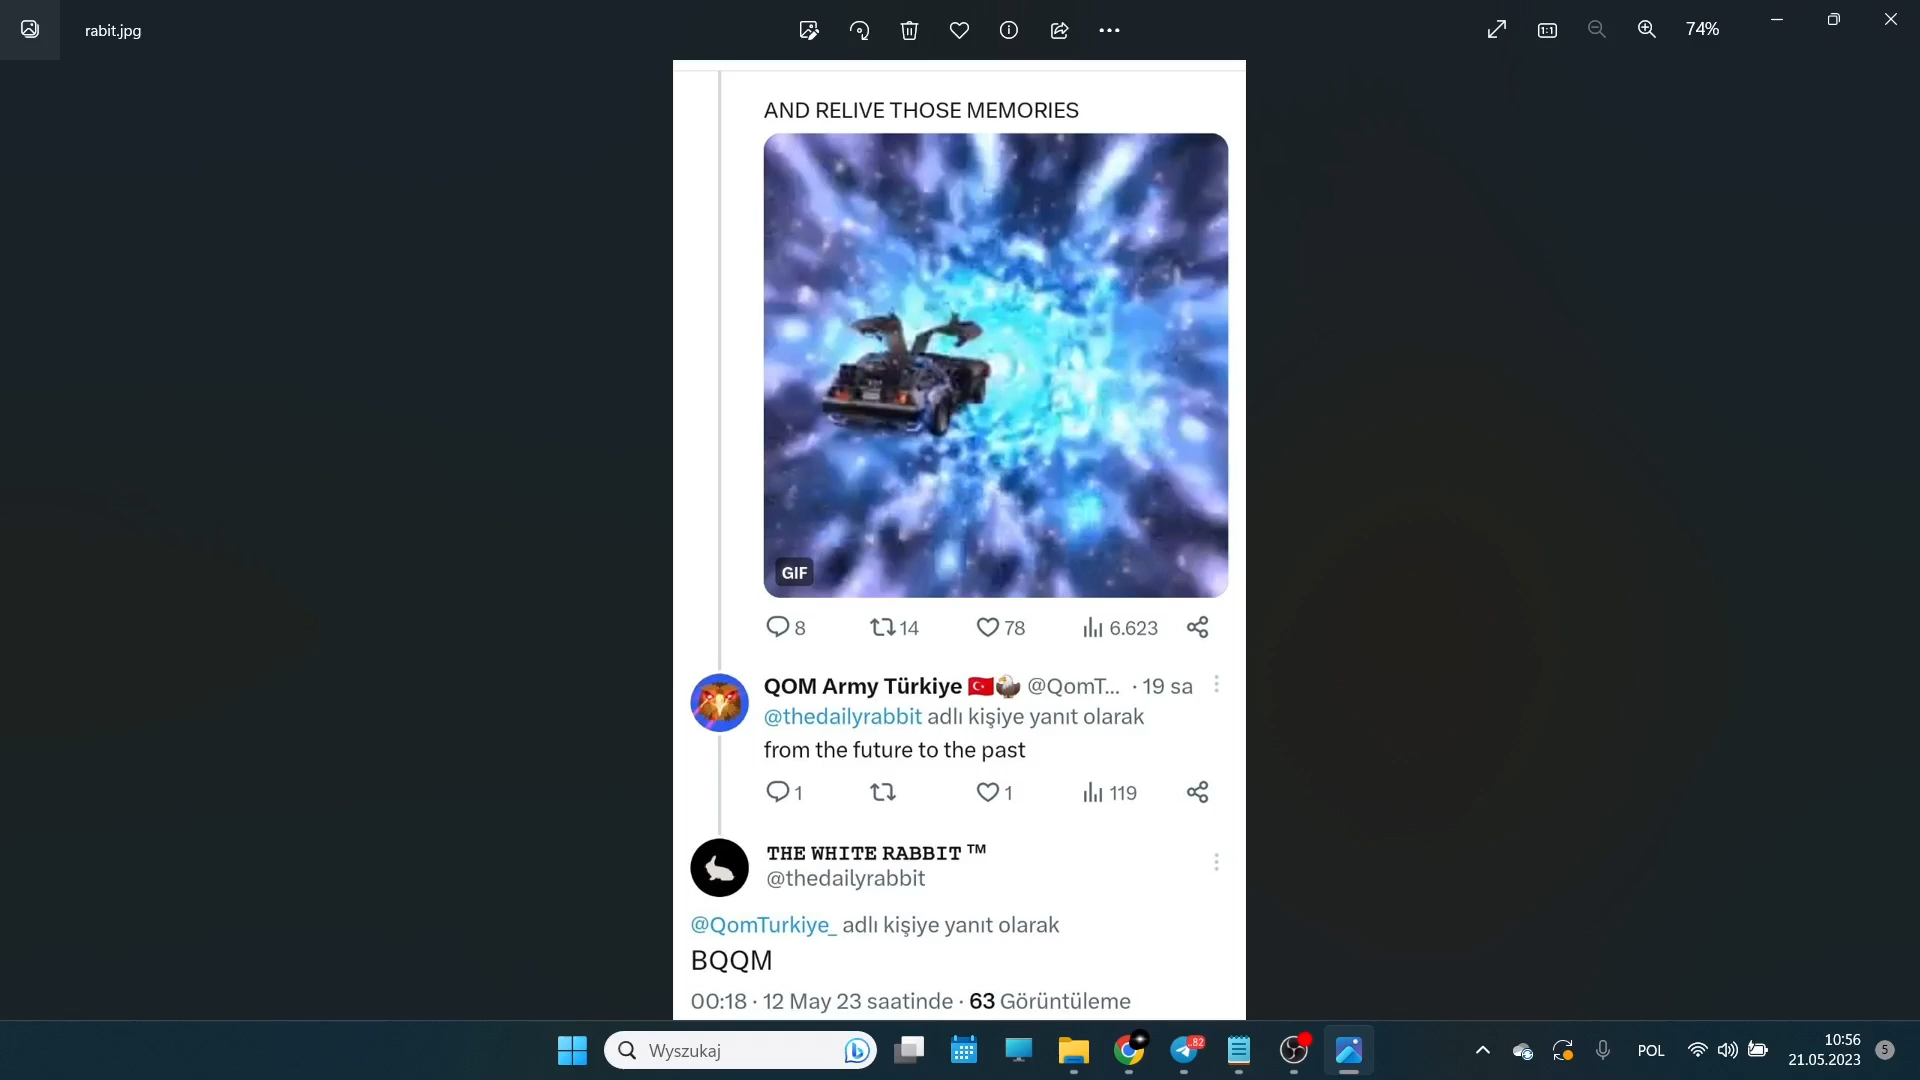 rabit.jpg
74%
AND RELIVE THOSE MEMORIES
GIF
8 14 78 6.623
QOM Army Türkiye 🇹🇷🦅 @QomT... · 19 sa
@thedailyrabbit adlı kişiye yanıt olarak
from the future to the past
1 1 119
THE WHITE RABBIT ™
@thedailyrabbit
@QomTurkiye_ adlı kişiye yanıt olarak
BQQM
00:18 · 12 May 23 saatinde · 63 Görüntüleme
Wyszukaj
82
POL
10:56
21.05.2023
5